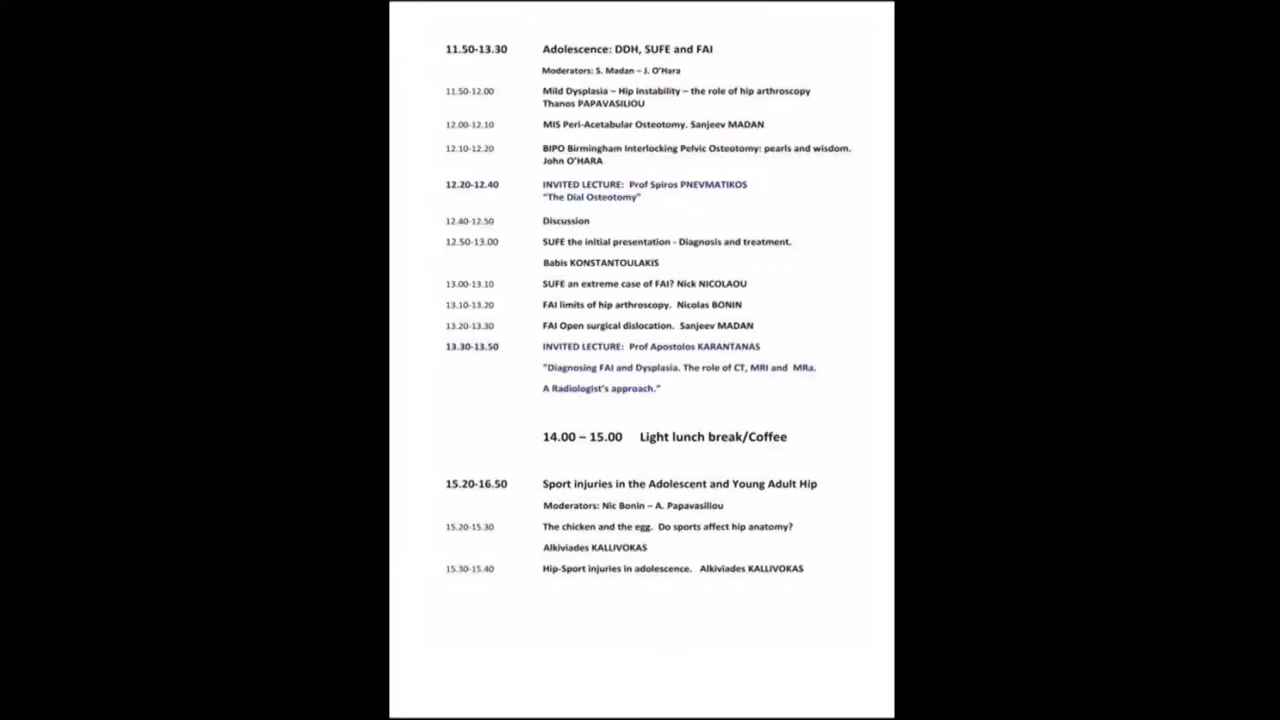 11.50-13.30 Adolescence: DDH, SUFE and FAI
Moderators: S. Madan – J. O'Hara
11.50-12.00 Mild Dysplasia – Hip instability – the role of hip arthroscopy
Thanos PAPAVASILIOU
12.00-12.10 MIS Peri-Acetabular Osteotomy. Sanjeev MADAN
12.10-12.20 BIPO Birmingham Interlocking Pelvic Osteotomy: pearls and wisdom.
John O'HARA
12.20-12.40 INVITED LECTURE: Prof Spiros PNEVMATIKOS
"The Dial Osteotomy"
12.40-12.50 Discussion
12.50-13.00 SUFE the initial presentation - Diagnosis and treatment.
Babis KONSTANTOULAKIS
13.00-13.10 SUFE an extreme case of FAI? Nick NICOLAOU
13.10-13.20 FAI limits of hip arthroscopy. Nicolas BONIN
13.20-13.30 FAI Open surgical dislocation. Sanjeev MADAN
13.30-13.50 INVITED LECTURE: Prof Apostolos KARANTANAS
"Diagnosing FAI and Dysplasia. The role of CT, MRI and MRa.
A Radiologist's approach."
14.00 – 15.00 Light lunch break/Coffee
15.20-16.50 Sport injuries in the Adolescent and Young Adult Hip
Moderators: Nic Bonin – A. Papavasiliou
15.20-15.30 The chicken and the egg. Do sports affect hip anatomy?
Alkiviades KALLIVOKAS
15.30-15.40 Hip-Sport injuries in adolescence. Alkiviades KALLIVOKAS